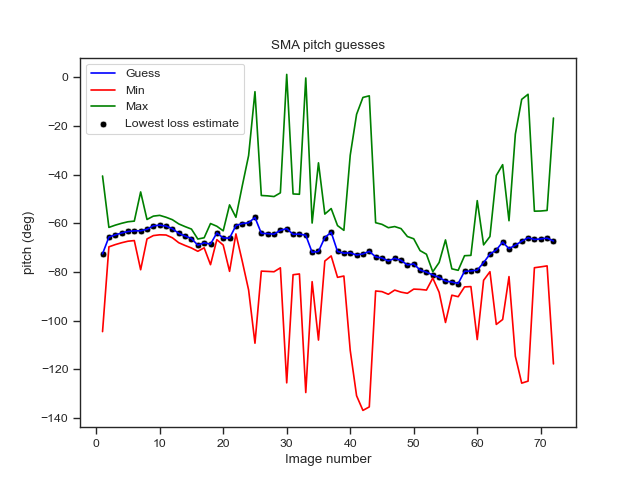 SMA pitch guesses
Guess
Min
Max
Lowest loss estimate
pitch (deg)
0
−20
−40
−60
−80
−100
−120
−140
0 10 20 30 40 50 60 70
Image number